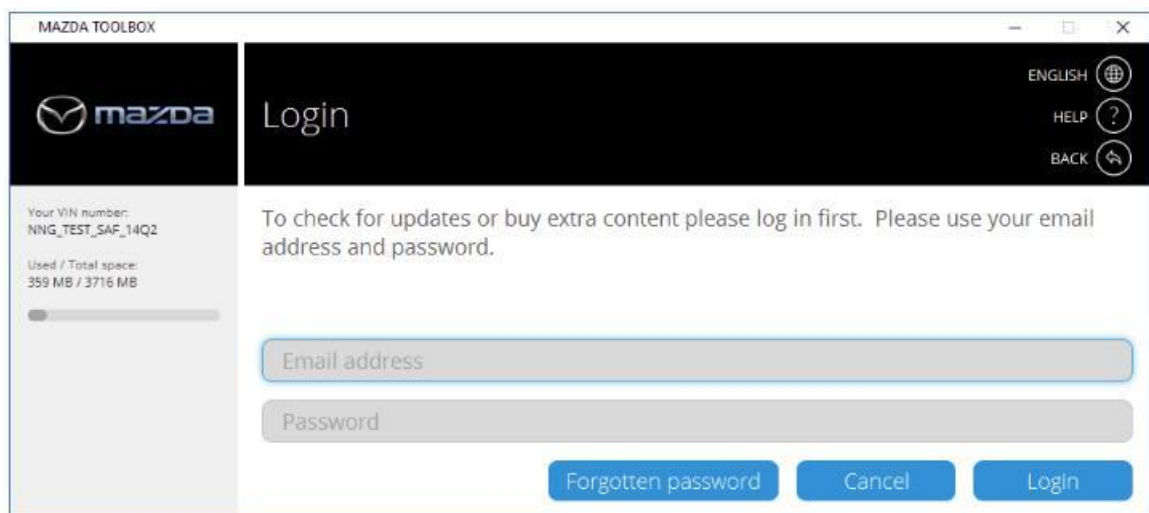 MAZDA TOOLBOX
mazda
Login
ENGLISH
HELP ?
BACK
Your VIN number:
NNG_TEST_SAF_14Q2
Used / Total space:
359 MB / 3716 MB
To check for updates or buy extra content please log in first. Please use your email
address and password.
Email address
Password
Forgotten password
Cancel
Login